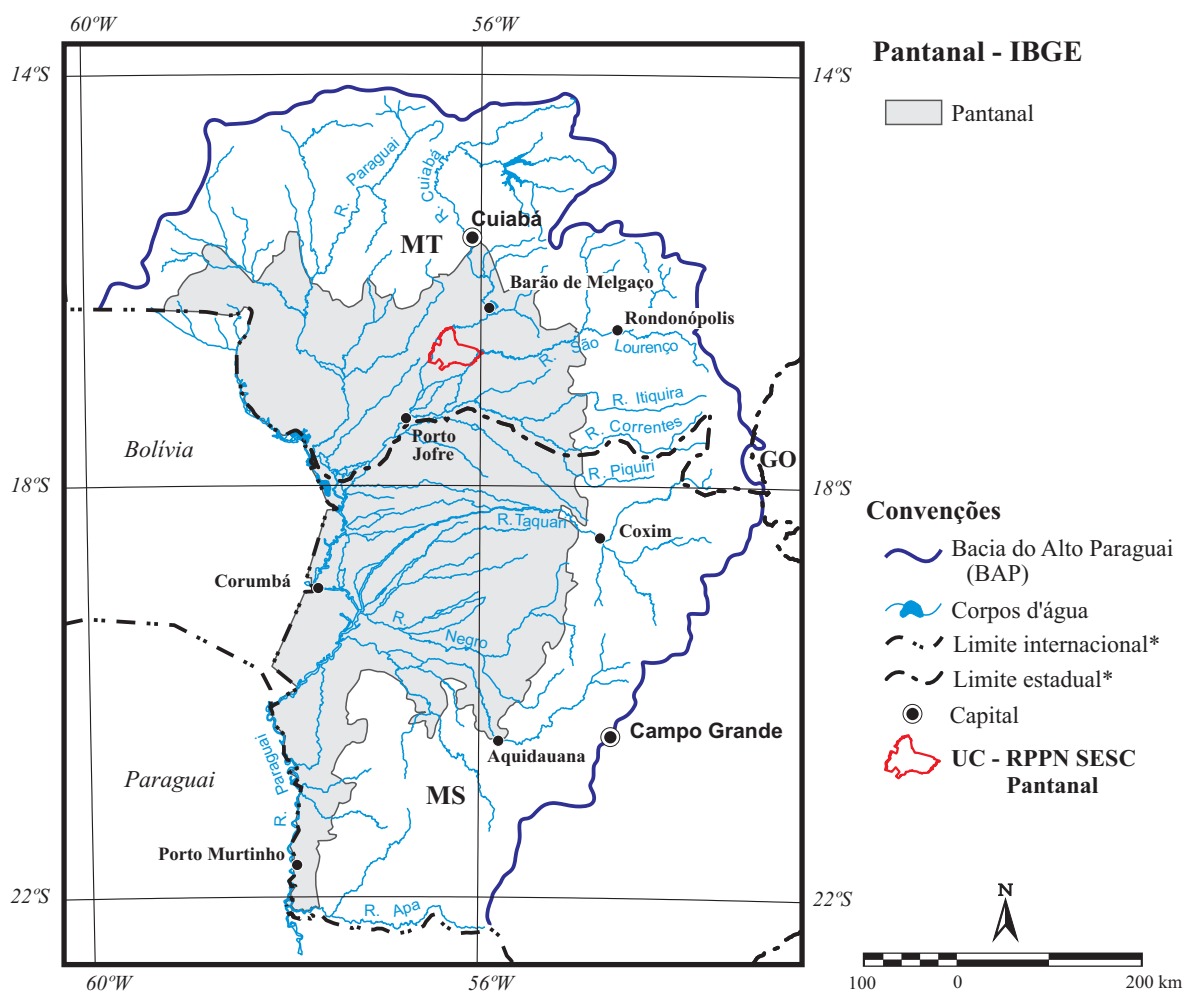 60ºW
56ºW
Pantanal - IBGE
14ºS
14ºS
Pantanal
R. Paraguai
R. Cuiabá
Cuiabá
MT
Barão de Melgaço
Rondonópolis
R. São Lourenço
R. Itiquira
R. Correntes
Porto
Jofre
Bolívia
R. Piquiri
GO
18ºS
18ºS
Convenções
R. Taquari
Coxim
Bacia do Alto Paraguai
(BAP)
Corumbá
Corpos d'água
R. Negro
Limite internacional*
Limite estadual*
Capital
Campo Grande
Aquidauana
UC - RPPN SESC
Pantanal
R. Paraguai
Paraguai
MS
Porto Murtinho
22ºS
22ºS
R. Apa
N
60ºW
56ºW
100
0
200 km